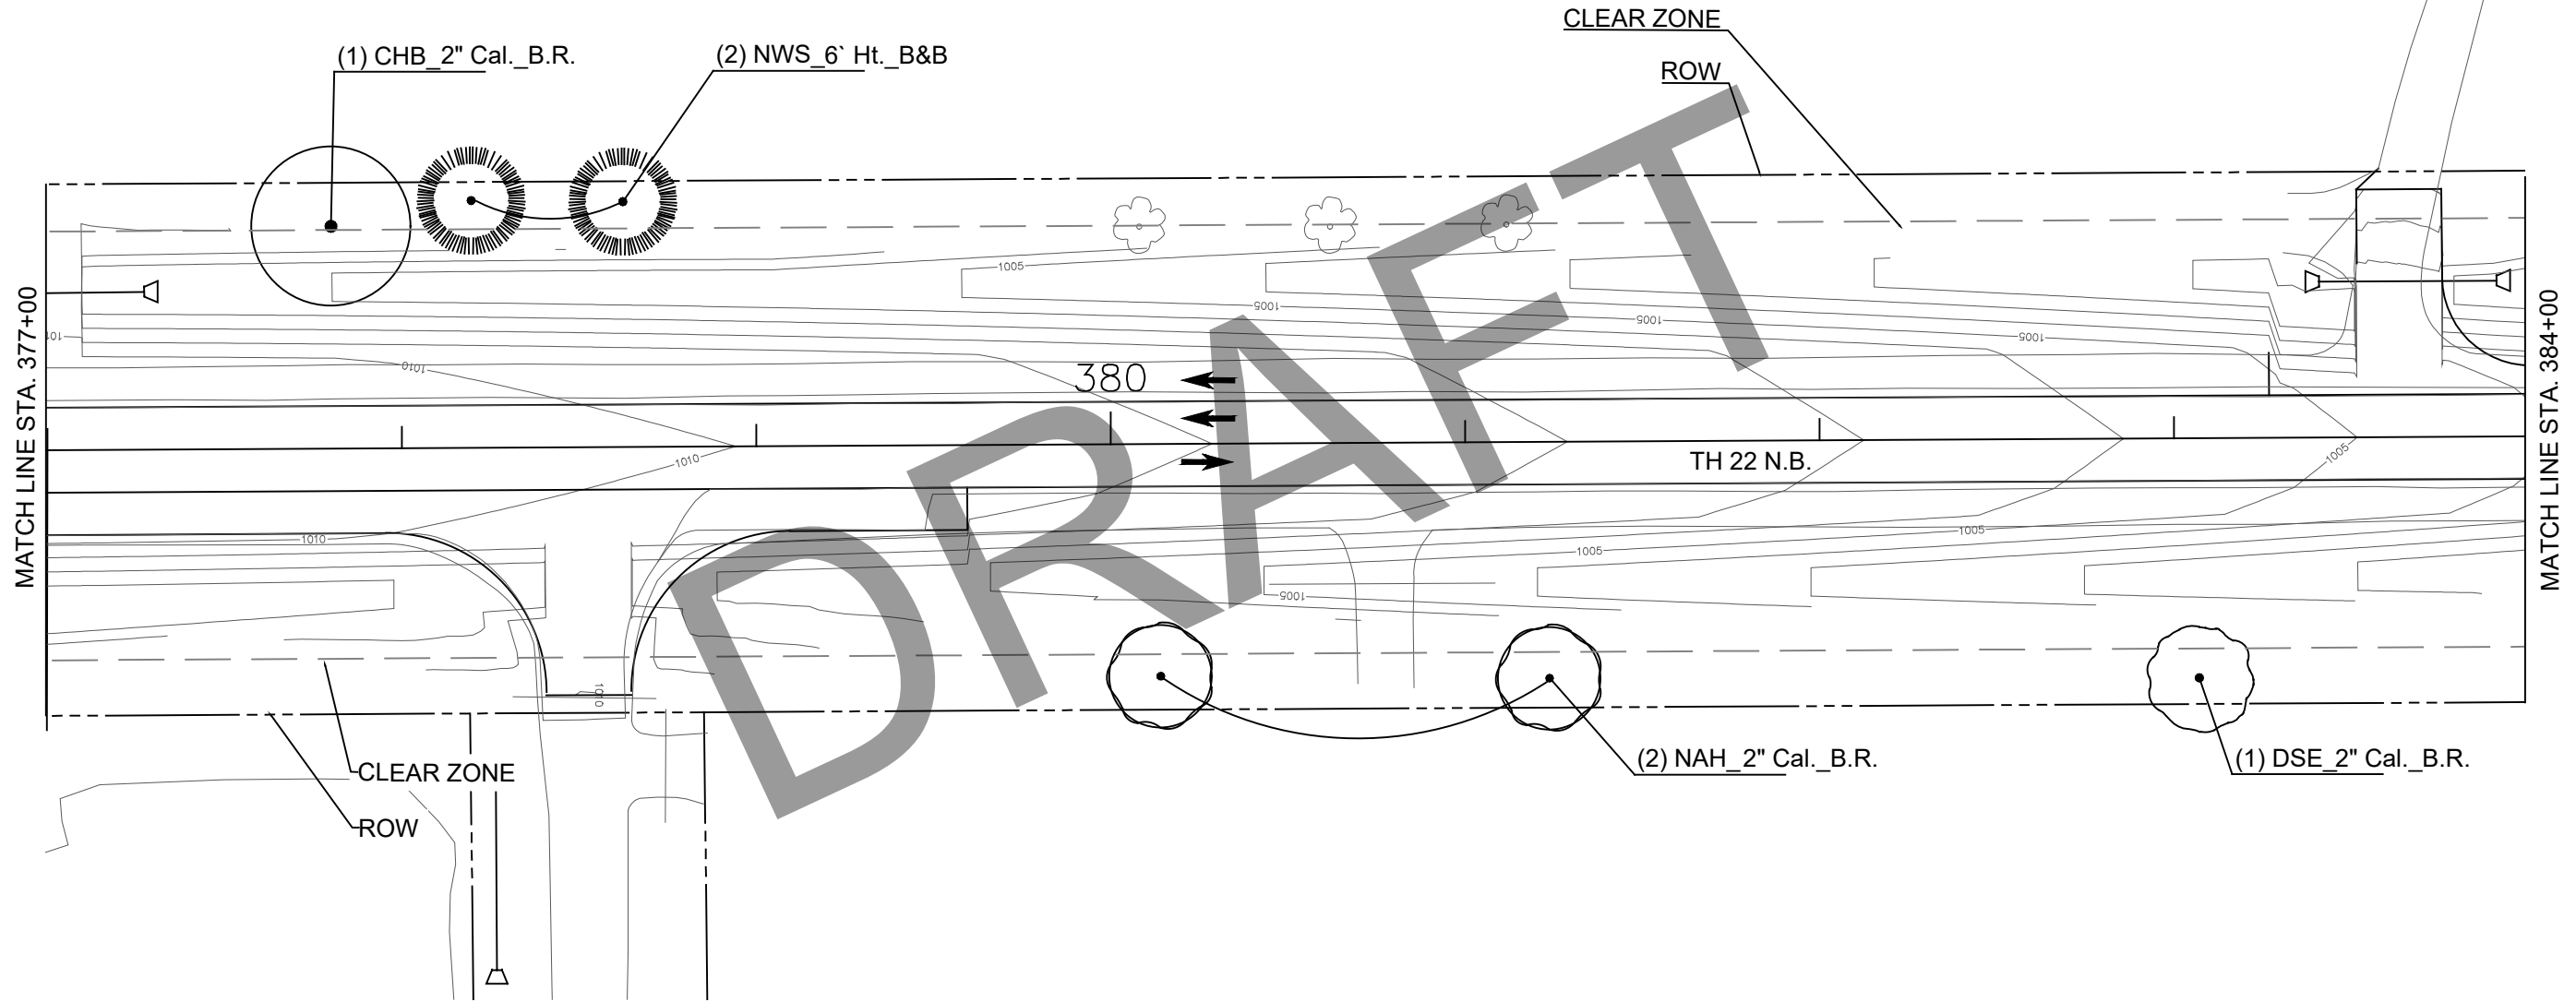 CLEAR ZONE
(1) CHB_2" Cal._B.R.
(2) NWS_6` Ht._B&B
ROW
1005
1005
1005
1005
101
1010
380
MATCH LINE STA. 377+00
MATCH LINE STA. 384+00
DRAFT
1010
TH 22 N.B.
1005
1010
1005
1005
1005
1010
(2) NAH_2" Cal._B.R.
(1) DSE_2" Cal._B.R.
CLEAR ZONE
ROW